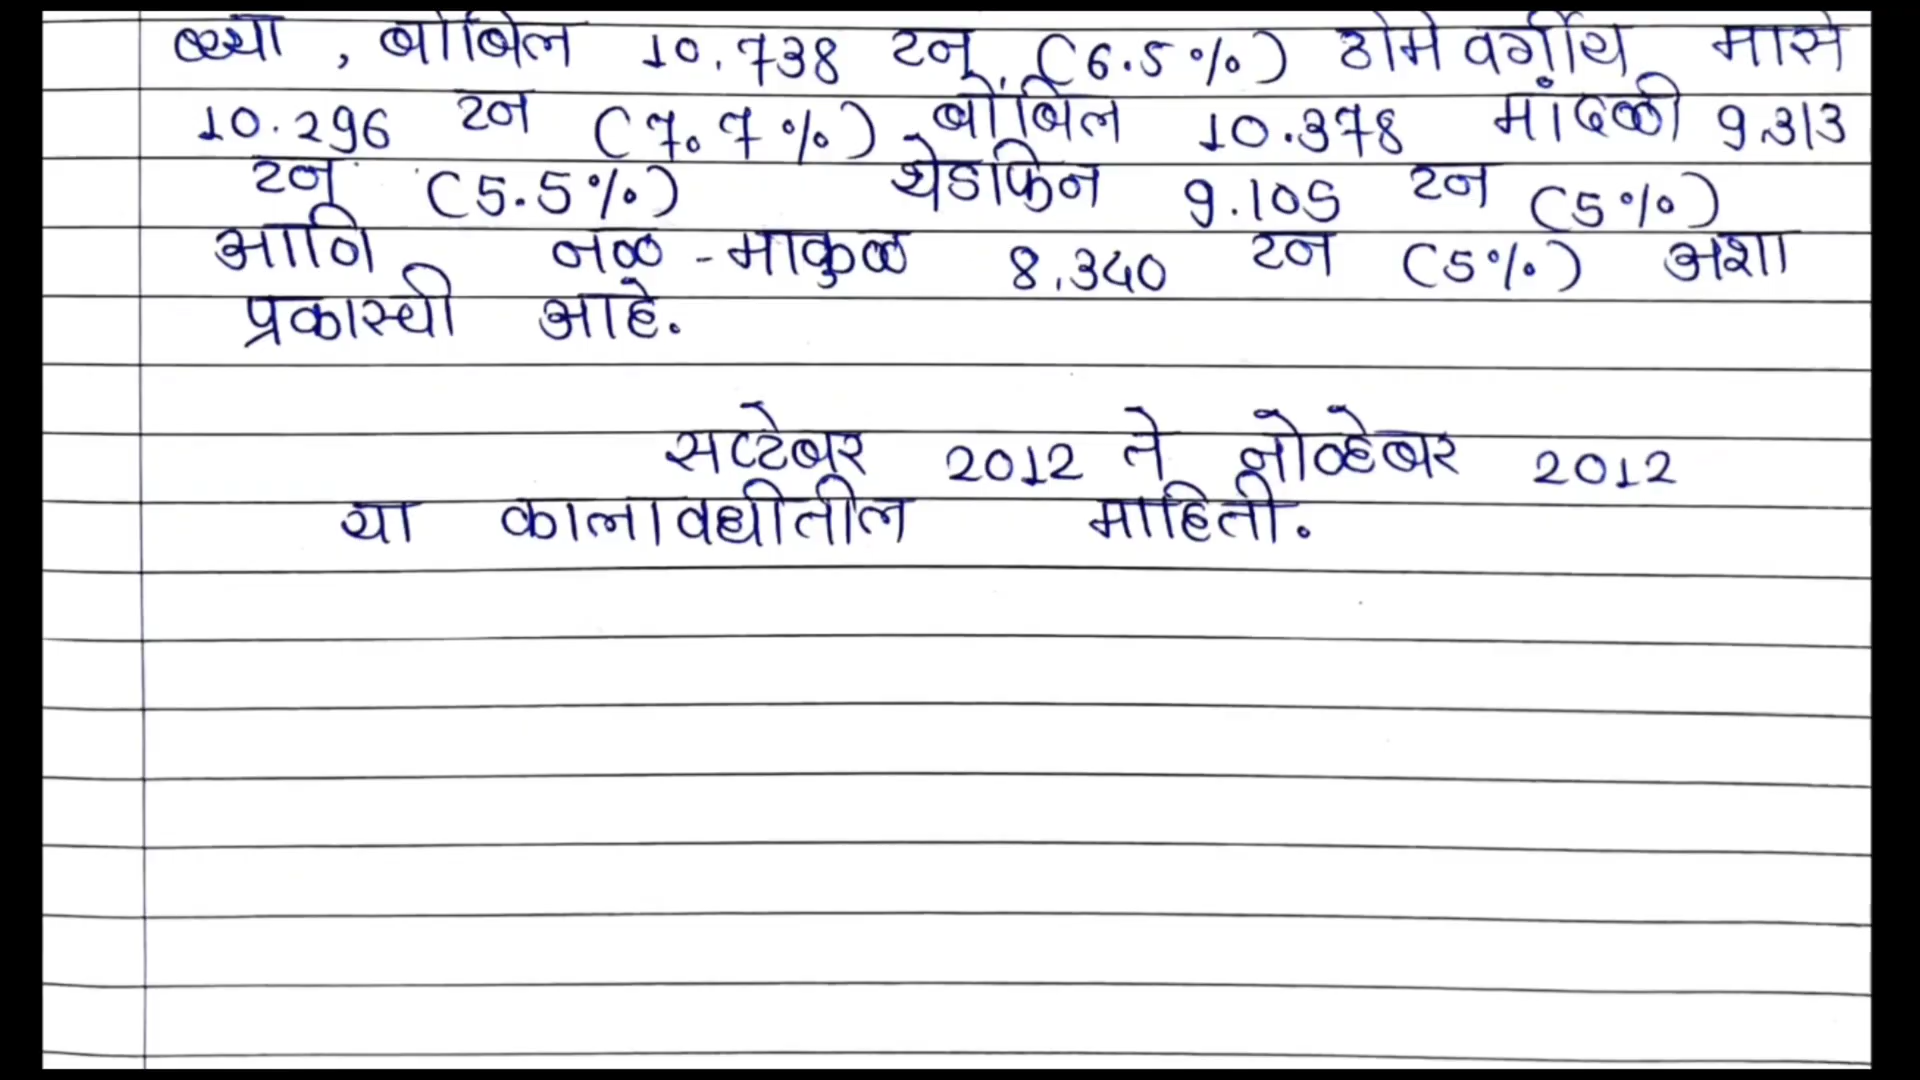 बोंबिल 10.738 टन, (6.5%) ढोमे वर्गीय मासे
10.296 टन (7.7%) बोंबिल 10.378 मांदळी 9.313
टन (5.5%) थ्रेडफिन 9.105 टन (5%)
आणि नळ - माकुळ 8.340 टन (5%) अशा
प्रकारची आहे.
सप्टेंबर 2012 ते नोव्हेंबर 2012
या कालावधीतील माहिती.